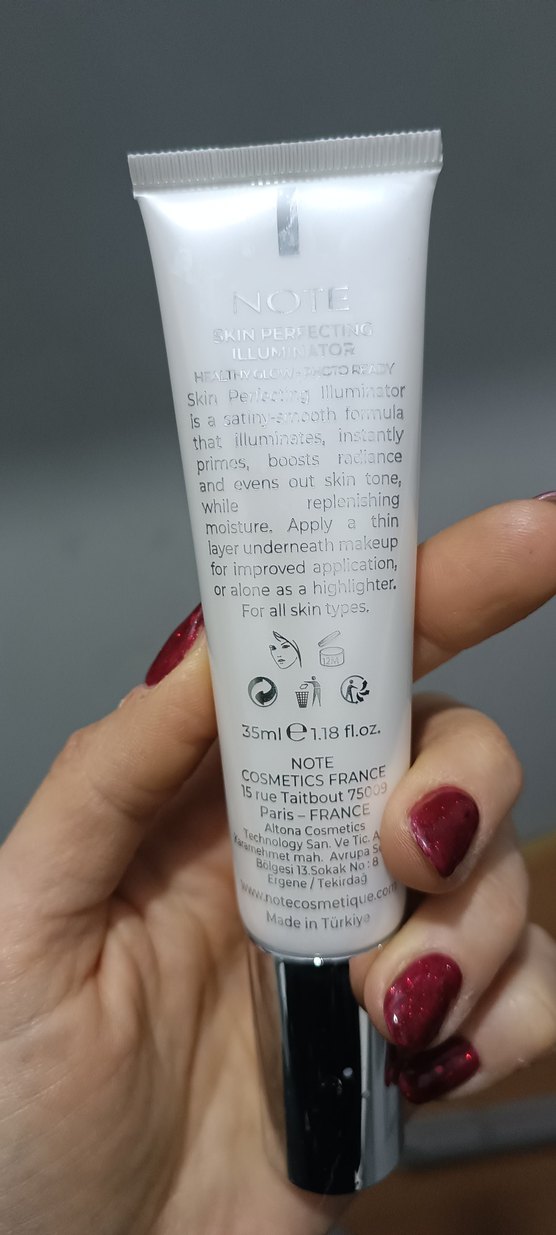 NOTE
SKIN PERFECTING
ILLUMINATOR
HEALTHY GLOW - PHOTO READY
Skin Perfecting Illuminator
is a satiny-smooth formula
that illuminates, instantly
primes, boosts radiance
and evens out skin tone,
while replenishing
moisture. Apply a thin
layer underneath makeup
for improved application,
or alone as a highlighter.
For all skin types.
12M
35ml e 1.18 fl.oz.
NOTE
COSMETICS FRANCE
15 rue Taitbout 75009
Paris – FRANCE
Altona Cosmetics
Technology San. Ve Tic.
Karamehmet mah. Avrupa
Bölgesi 13.Sokak No : 8
Ergene / Tekirdağ
www.notecosmetique.com
Made in Türkiye